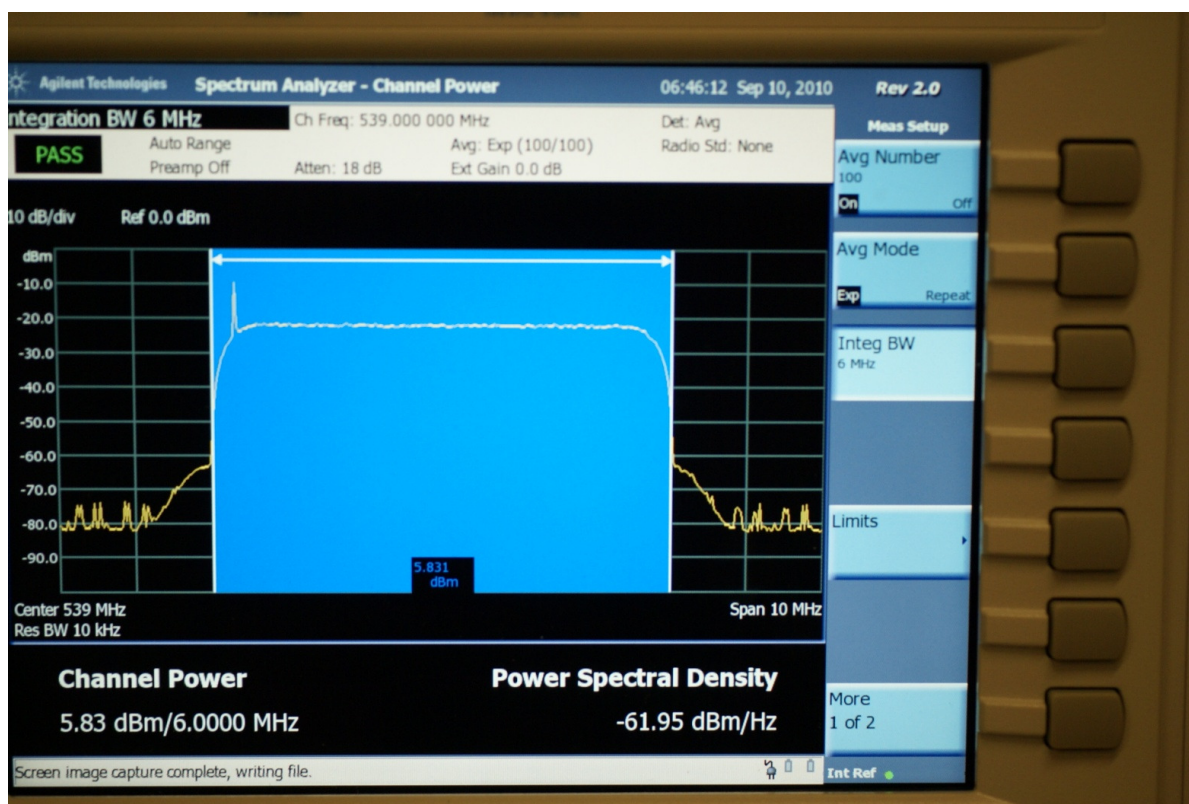 Agilent Technologies Spectrum Analyzer - Channel Power 06:46:12 Sep 10, 2010 Rev 2.0
ntegration BW 6 MHz Ch Freq: 539.000 000 MHz Det: Avg
PASS Auto Range Avg: Exp (100/100) Radio Std: None
Preamp Off Atten: 18 dB Ext Gain 0.0 dB
10 dB/div Ref 0.0 dBm
dBm
-10.0
-20.0
-30.0
-40.0
-50.0
-60.0
-70.0
-80.0
-90.0
5.831
dBm
Center 539 MHz Span 10 MHz
Res BW 10 kHz
Channel Power Power Spectral Density
5.83 dBm/6.0000 MHz -61.95 dBm/Hz
Screen image capture complete, writing file.
Meas Setup
Avg Number
100
On Off
Avg Mode
Exp Repeat
Integ BW
6 MHz
Limits
More
1 of 2
Int Ref